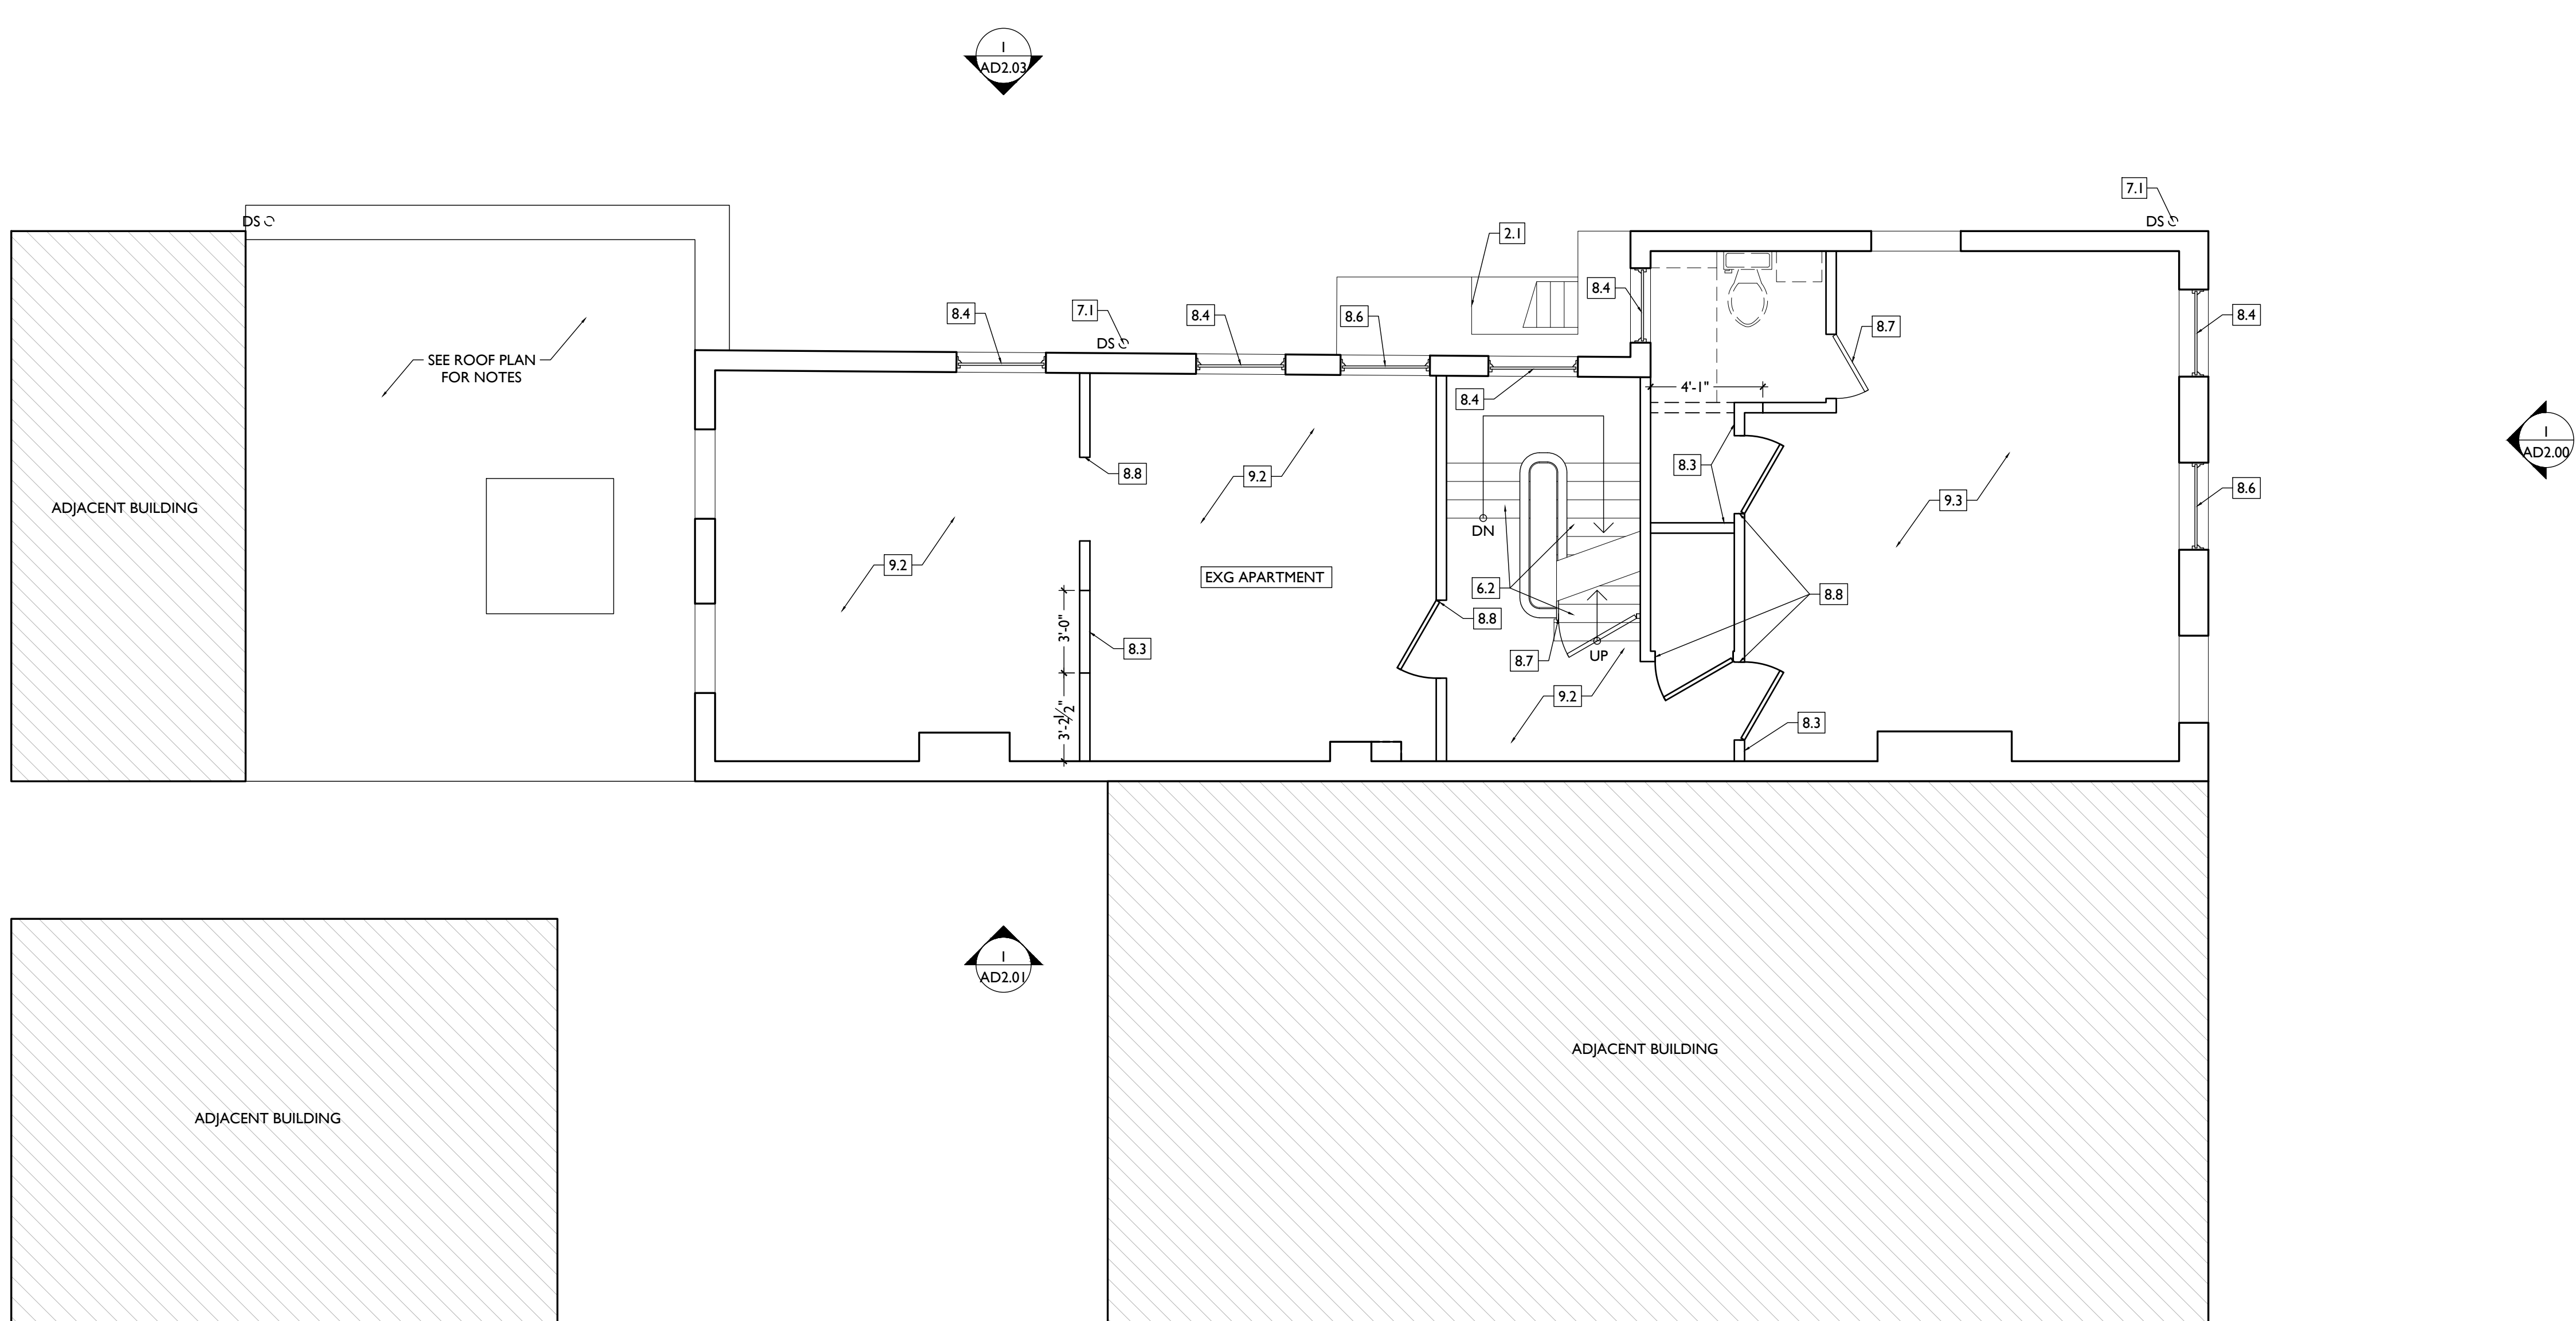 1
AD2.03
7.1
DS
DS
2.1
8.4
8.4
7.1
8.4
8.6
8.4
8.7
DS
SEE ROOF PLAN
FOR NOTES
4'-1"
8.4
1
AD2.00
8.8
9.2
8.3
8.6
9.3
ADJACENT BUILDING
DN
9.2
EXG APARTMENT
6.2
8.8
8.8
3'-0"
8.3
8.7
UP
9.2
3'-2½"
8.3
1
AD2.01
ADJACENT BUILDING
ADJACENT BUILDING